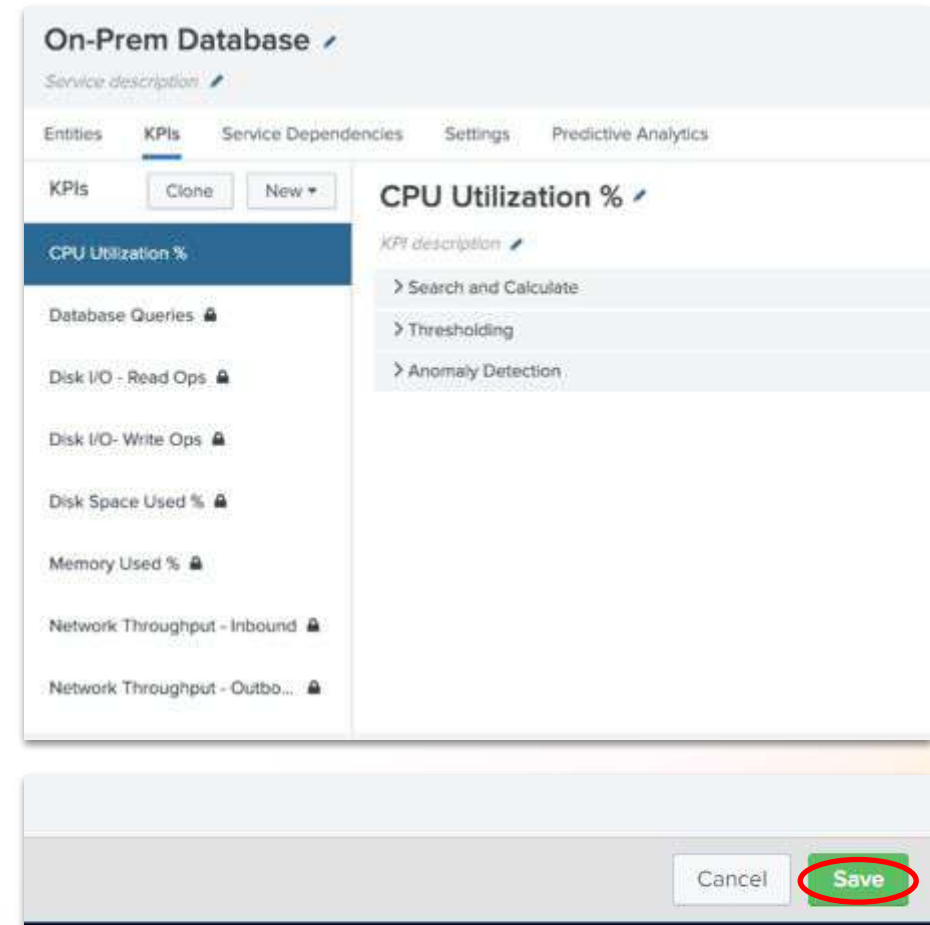 On-Prem Database
Service description
Entities KPIs Service Dependencies Settings Predictive Analytics
KPIs Clone New
CPU Utilization %
Database Queries
Disk I/O - Read Ops
Disk I/O- Write Ops
Disk Space Used %
Memory Used %
Network Throughput - Inbound
Network Throughput - Outbo...
CPU Utilization %
KPI description
Search and Calculate
Thresholding
Anomaly Detection
Cancel Save